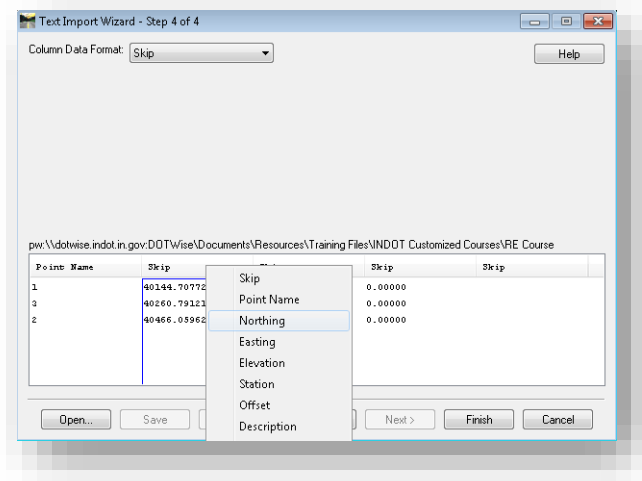 Text Import Wizard - Step 4 of 4
Column Data Format: Skip
Help
pw:\\dotwise.indot.in.gov:DOTWise\Documents\Resources\Training Files\INDOT Customized Courses\RE Course
Point Name Skip Skip Skip
1 40144.70772 0.00000
3 40260.79121 0.00000
2 40466.05962 0.00000
Skip
Point Name
Northing
Easting
Elevation
Station
Offset
Description
Open... Save Next > Finish Cancel